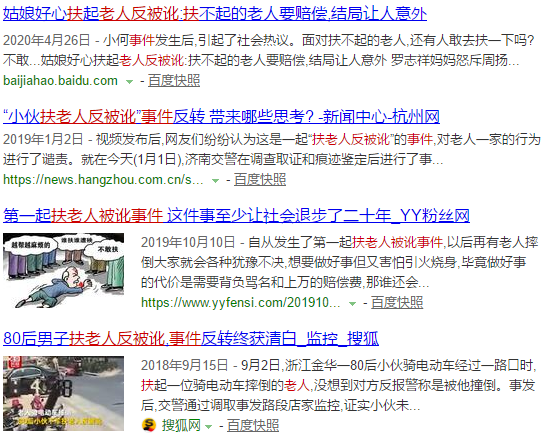 姑娘好心扶起老人反被讹:扶不起的老人要赔偿,结局让人意外
2020年4月26日 - 小何事件发生后,引起了社会热议。面对扶不起的老人,还有人敢去扶一下吗?
不敢...姑娘好心扶起老人反被讹:扶不起的老人要赔偿,结局让人意外 罗志祥妈妈怒斥周扬...
baijiahao.baidu.com - 百度快照
“小伙扶老人反被讹”事件反转 带来哪些思考? -新闻中心-杭州网
2019年1月2日 - 视频发布后,网友们纷纷认为这是一起“扶老人反被讹”的事件,对老人一家的行为
进行了谴责。就在今天(1月1日),济南交警在调查取证和痕迹鉴定后进行了事...
https://news.hangzhou.com.cn/s... - 百度快照
第一起扶老人被讹事件 这件事至少让社会退步了二十年_YY粉丝网
越帮越麻烦的
谁扶谁遭殃
不敢扶
2019年10月10日 - 自从发生了第一起扶老人被讹事件,以后再有老人摔
倒大家就会各种犹豫不决,想要做好事但又害怕引火烧身,毕竟做好事
的代价是需要背负骂名和上万的赔偿费,那谁还会...
https://www.yyfensi.com/201910... - 百度快照
80后男子扶老人反被讹,事件反转终获清白_监控_搜狐
2018年9月15日 - 9月2日,浙江金华一80后小伙骑电动车经过一路口时,
扶起一位骑电动车摔倒的老人,没想到对方反报警称是被他撞倒。事发
后,交警通过调取事发路段店家监控,证实小伙未...
搜狐网 - 百度快照